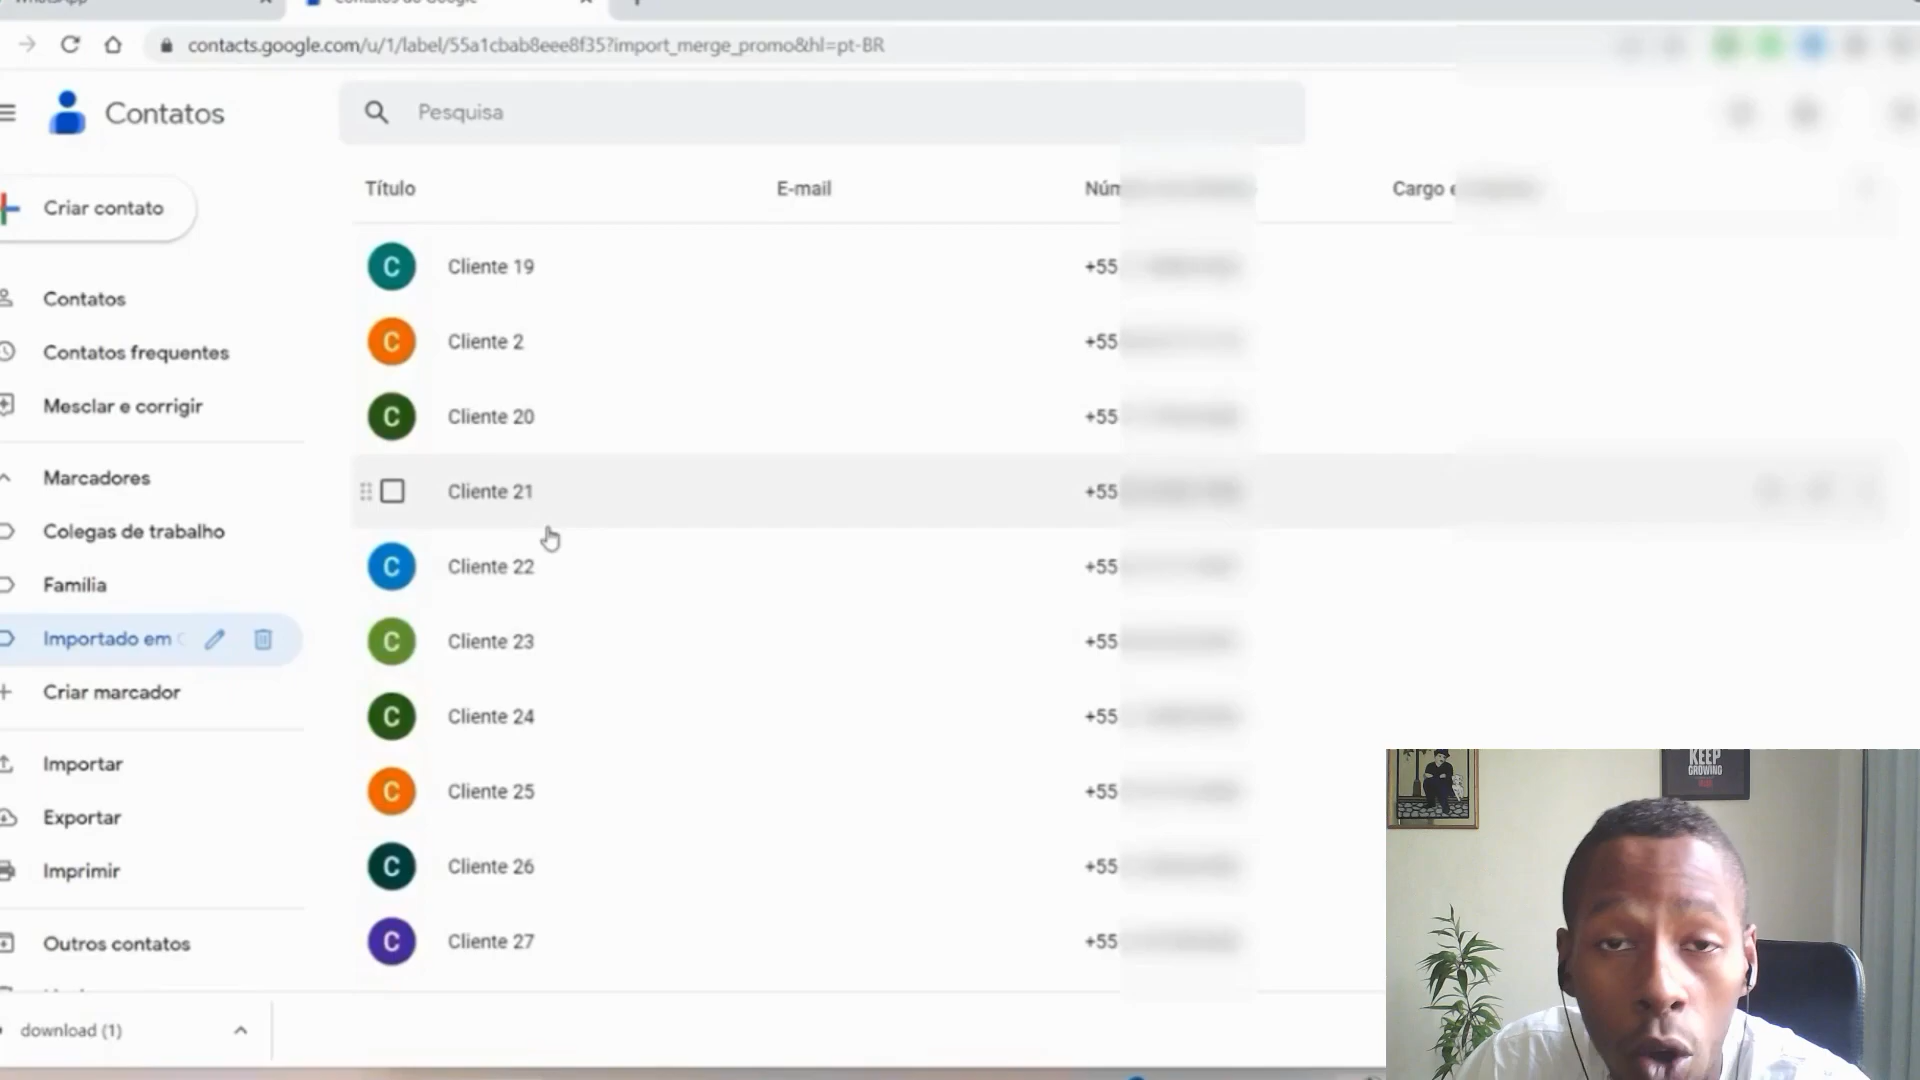 contacts.google.com/u/1/label/55a1cbab8eee8f35?import_merge_promo&hl=pt-BR
Contatos
Pesquisa
Criar contato
Contatos
Contatos frequentes
Mesclar e corrigir
Marcadores
Colegas de trabalho
Família
Importado em
Criar marcador
Importar
Exportar
Imprimir
Outros contatos
Título E-mail Núm Cargo e
C Cliente 19 +55
C Cliente 2 +55
C Cliente 20 +55
Cliente 21 +55
C Cliente 22 +55
C Cliente 23 +55
C Cliente 24 +55
C Cliente 25 +55
C Cliente 26 +55
C Cliente 27 +55
download (1)
KEEP
GROWING